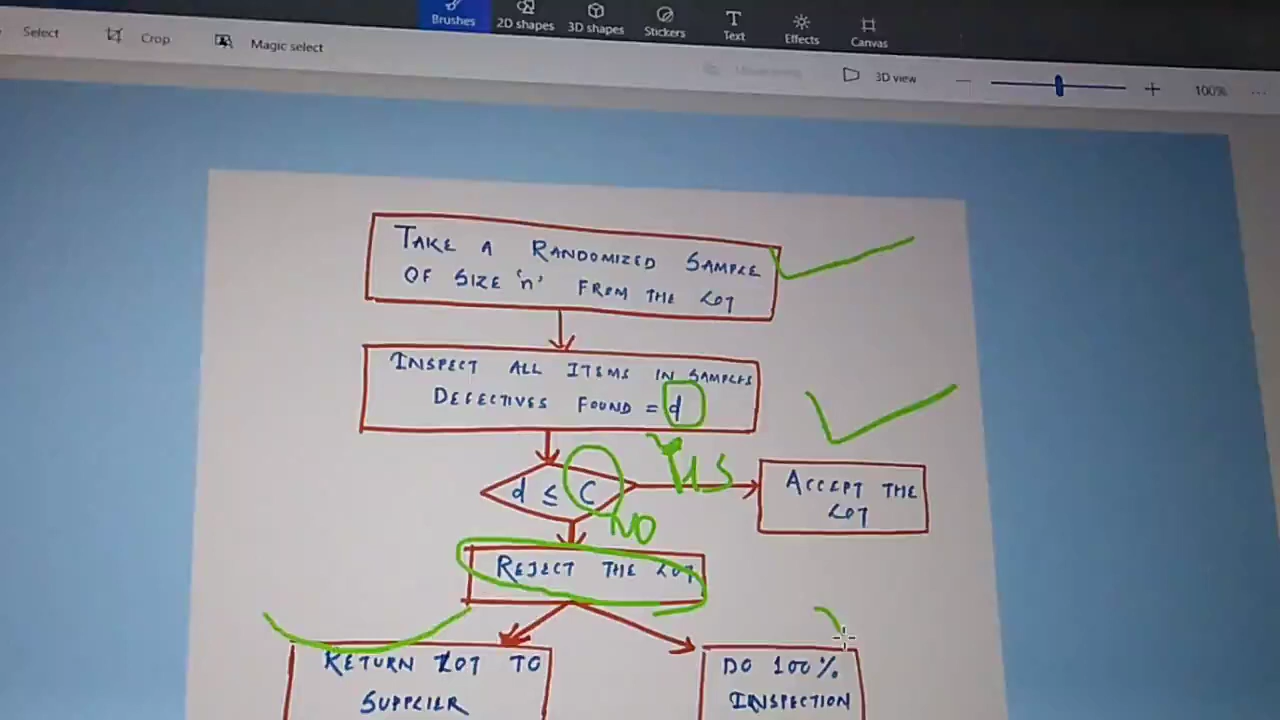 Brushes
2D shapes
3D shapes
Stickers
Text
Effects
Canvas
Select
Crop
Magic select
3D view
100%
TAKE A RANDOMIZED SAMPLE
OF SIZE 'n' FROM THE LOT
INSPECT ALL ITEMS IN SAMPLES
DEFECTIVES FOUND = d
YES
d ≤ C
ACCEPT THE
LOT
NO
REJECT THE LOT
RETURN LOT TO
SUPPLIER
DO 100%
INSPECTION